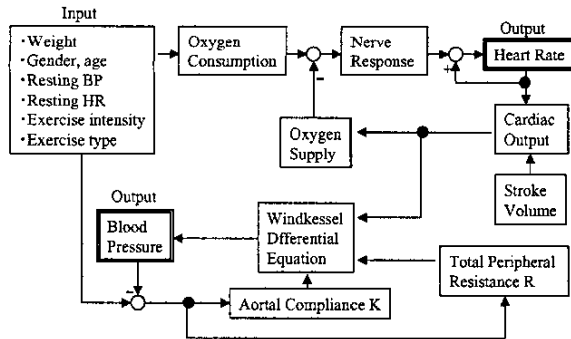 Input
・Weight
・Gender, age
・Resting BP
・Resting HR
・Exercise intensity
・Exercise type
Oxygen
Consumption
−
Nerve
Response
+
Output
Heart Rate
Oxygen
Supply
Cardiac
Output
Stroke
Volume
Output
Blood
Pressure
Windkessel
Dfferential
Equation
Total Peripheral
Resistance R
−
Aortal Compliance K